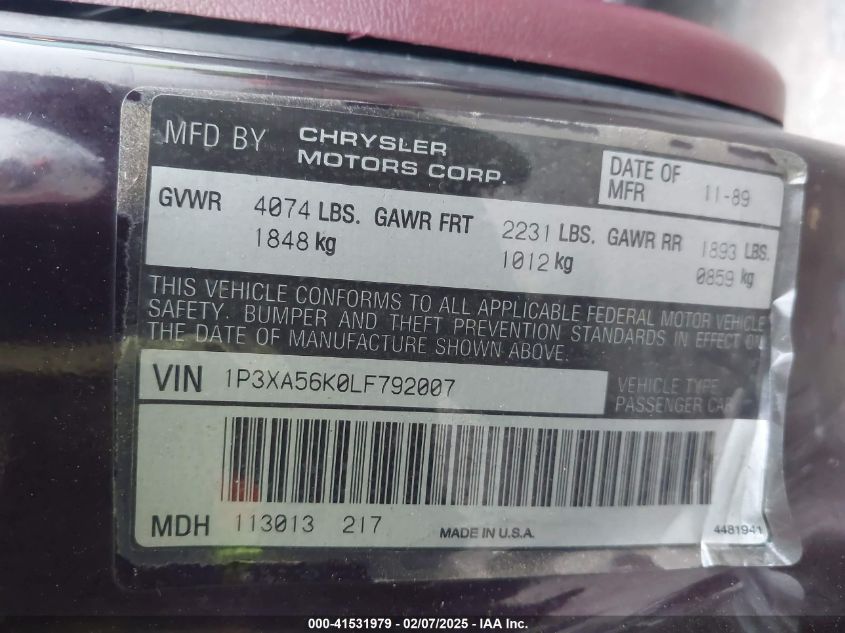 MFD BY CHRYSLER MOTORS CORP.
DATE OF MFR 11-89
GVWR 4074 LBS. GAWR FRT 2231 LBS. GAWR RR 1893 LBS.
1848 kg 1012 kg 0859 kg
THIS VEHICLE CONFORMS TO ALL APPLICABLE FEDERAL MOTOR VEHICLE
SAFETY, BUMPER AND THEFT PREVENTION STANDARDS IN EFFECT ON
THE DATE OF MANUFACTURE SHOWN ABOVE.
VIN 1P3XA56K0LF792007
VEHICLE TYPE
PASSENGER CAR
MDH 113013 217
MADE IN U.S.A.
4481941
000-41531979 - 02/07/2025 - IAA Inc.